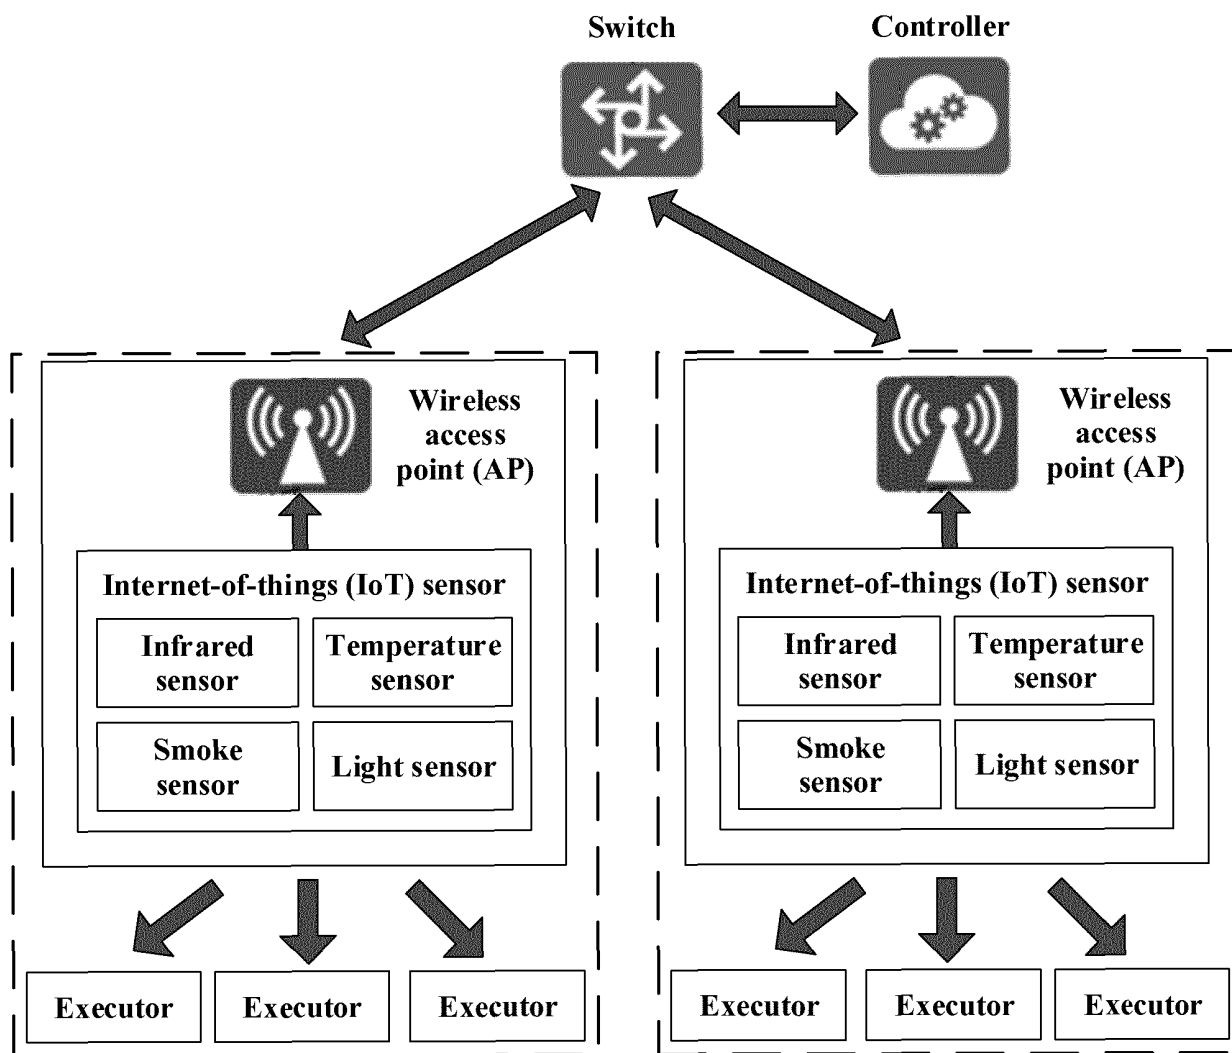 Switch
Controller
Wireless
access
point (AP)
Internet-of-things (IoT) sensor
Infrared
sensor
Temperature
sensor
Smoke
sensor
Light sensor
Executor
Executor
Executor
Wireless
access
point (AP)
Internet-of-things (IoT) sensor
Infrared
sensor
Temperature
sensor
Smoke
sensor
Light sensor
Executor
Executor
Executor